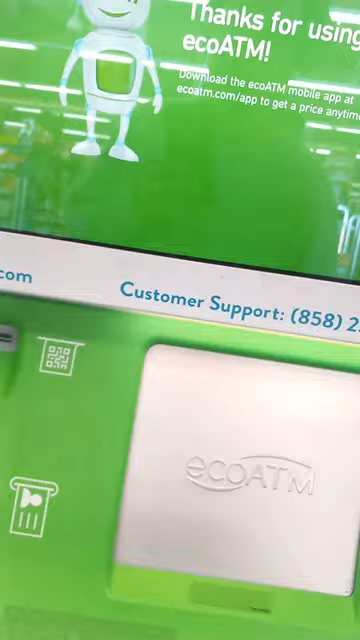 Thanks for using
ecoATM!
Download the ecoATM mobile app at
ecoatm.com/app to get a price anytime
com
Customer Support: (858) 2
ecoATM